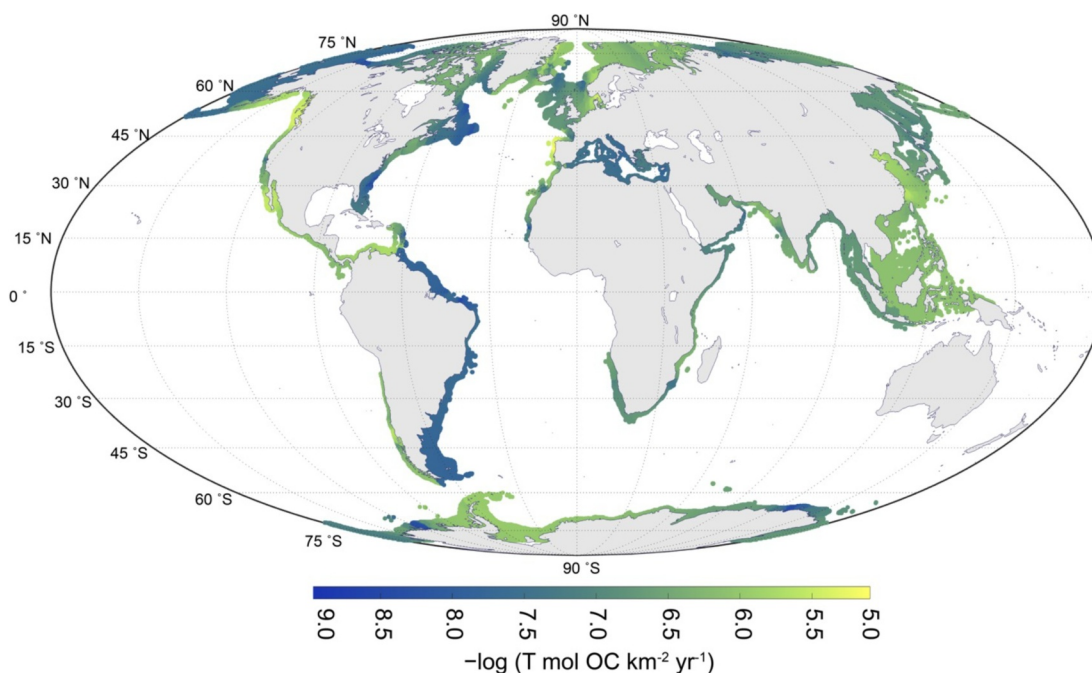 90 °N
75 °N
60 °N
45 °N
30 °N
15 °N
0 °
15 °S
30 °S
45 °S
60 °S
75 °S
90 °S
9.0 8.5 8.0 7.5 7.0 6.5 6.0 5.5 5.0
−log (T mol OC km⁻² yr⁻¹)